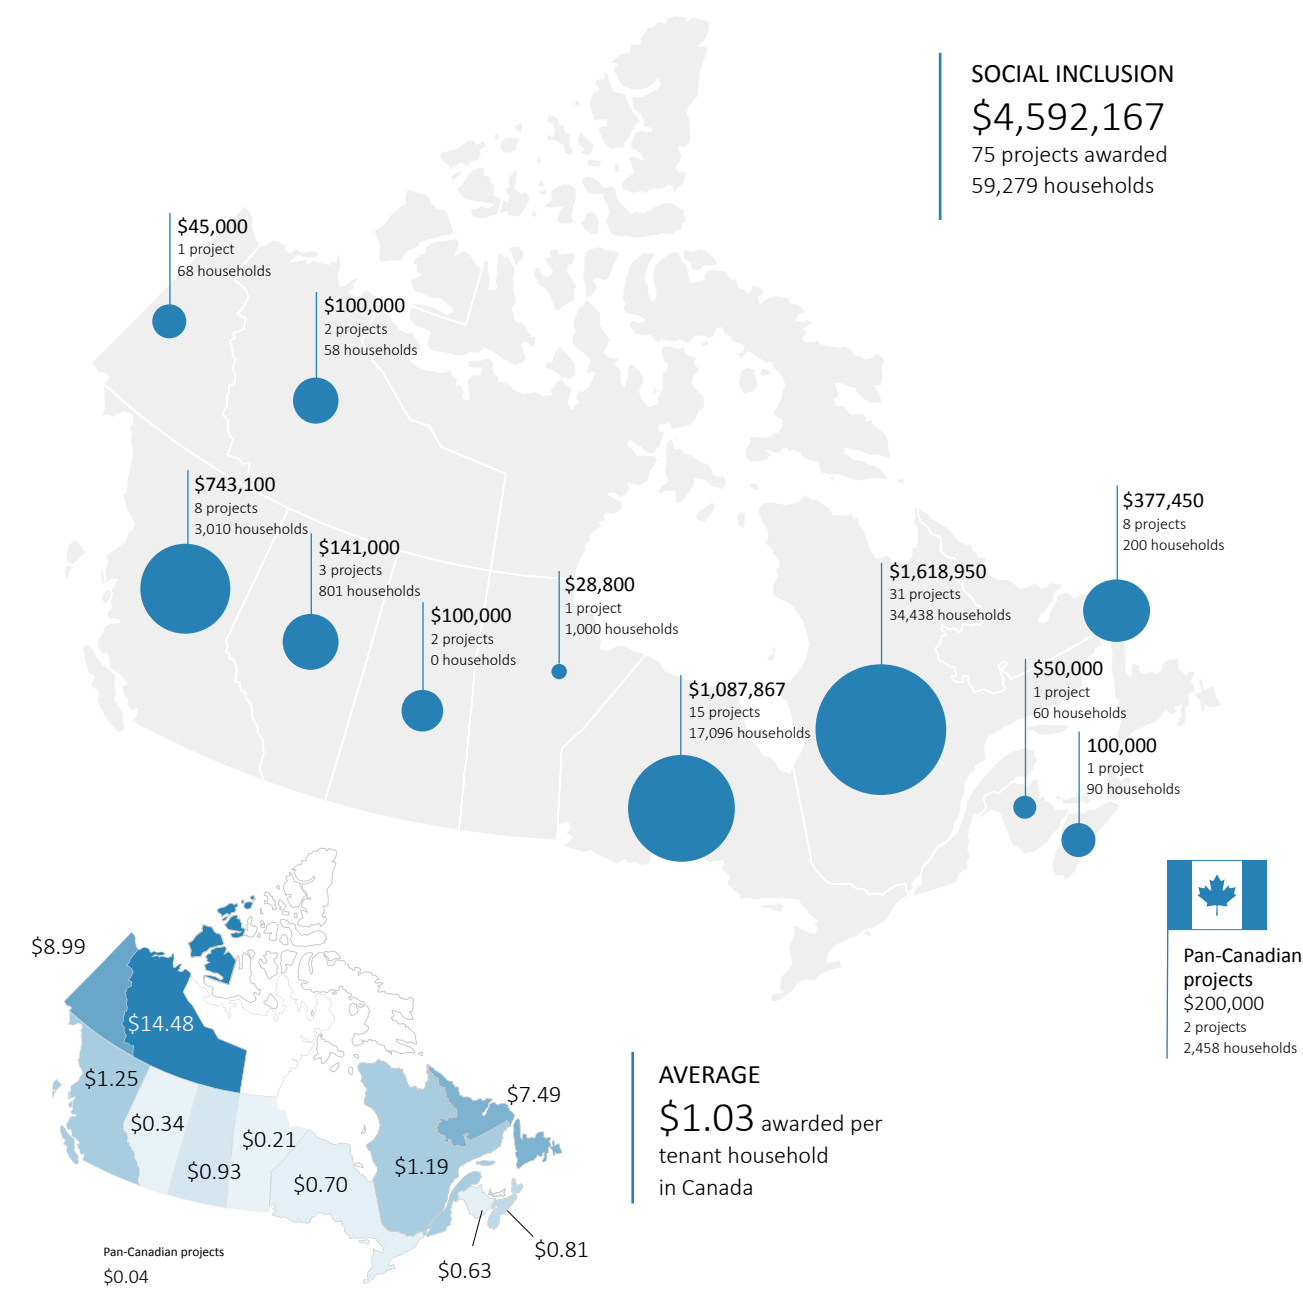 SOCIAL INCLUSION
$4,592,167
75 projects awarded
59,279 households
$45,000
1 project
68 households
$100,000
2 projects
58 households
$743,100
8 projects
3,010 households
$141,000
3 projects
801 households
$100,000
2 projects
0 households
$28,800
1 project
1,000 households
$1,087,867
15 projects
17,096 households
$1,618,950
31 projects
34,438 households
$377,450
8 projects
200 households
$50,000
1 project
60 households
100,000
1 project
90 households
Pan-Canadian
projects
$200,000
2 projects
2,458 households
$8.99
$14.48
$1.25
$0.34
$0.93
$0.21
$0.70
$1.19
$7.49
$0.63
$0.81
Pan-Canadian projects
$0.04
AVERAGE
$1.03 awarded per
tenant household
in Canada